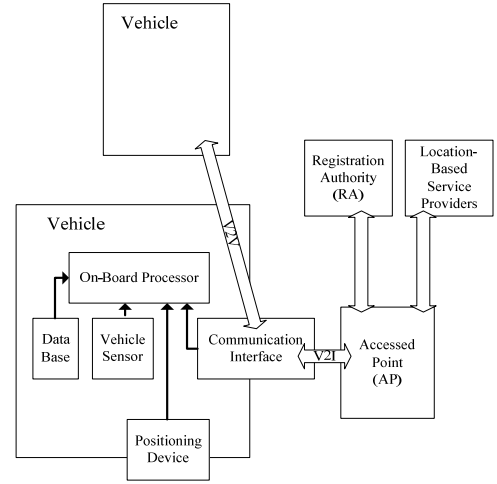 Vehicle
Registration
Authority
(RA)
Location-
Based
Service
Providers
V2V
Vehicle
On-Board Processor
Data
Base
Vehicle
Sensor
Communication
Interface
V2I
Accessed
Point
(AP)
Positioning
Device